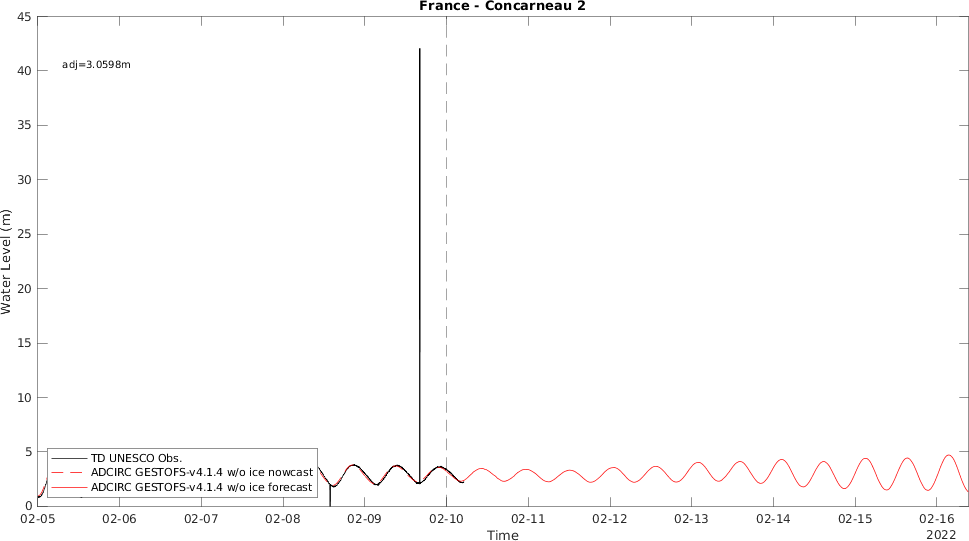 France - Concarneau 2
adj=3.0598m
Water Level (m)
45
40
35
30
25
20
15
10
5
0
TD UNESCO Obs.
ADCIRC GESTOFS-v4.1.4 w/o ice nowcast
ADCIRC GESTOFS-v4.1.4 w/o ice forecast
02-05 02-06 02-07 02-08 02-09 02-10 02-11 02-12 02-13 02-14 02-15 02-16
2022
Time